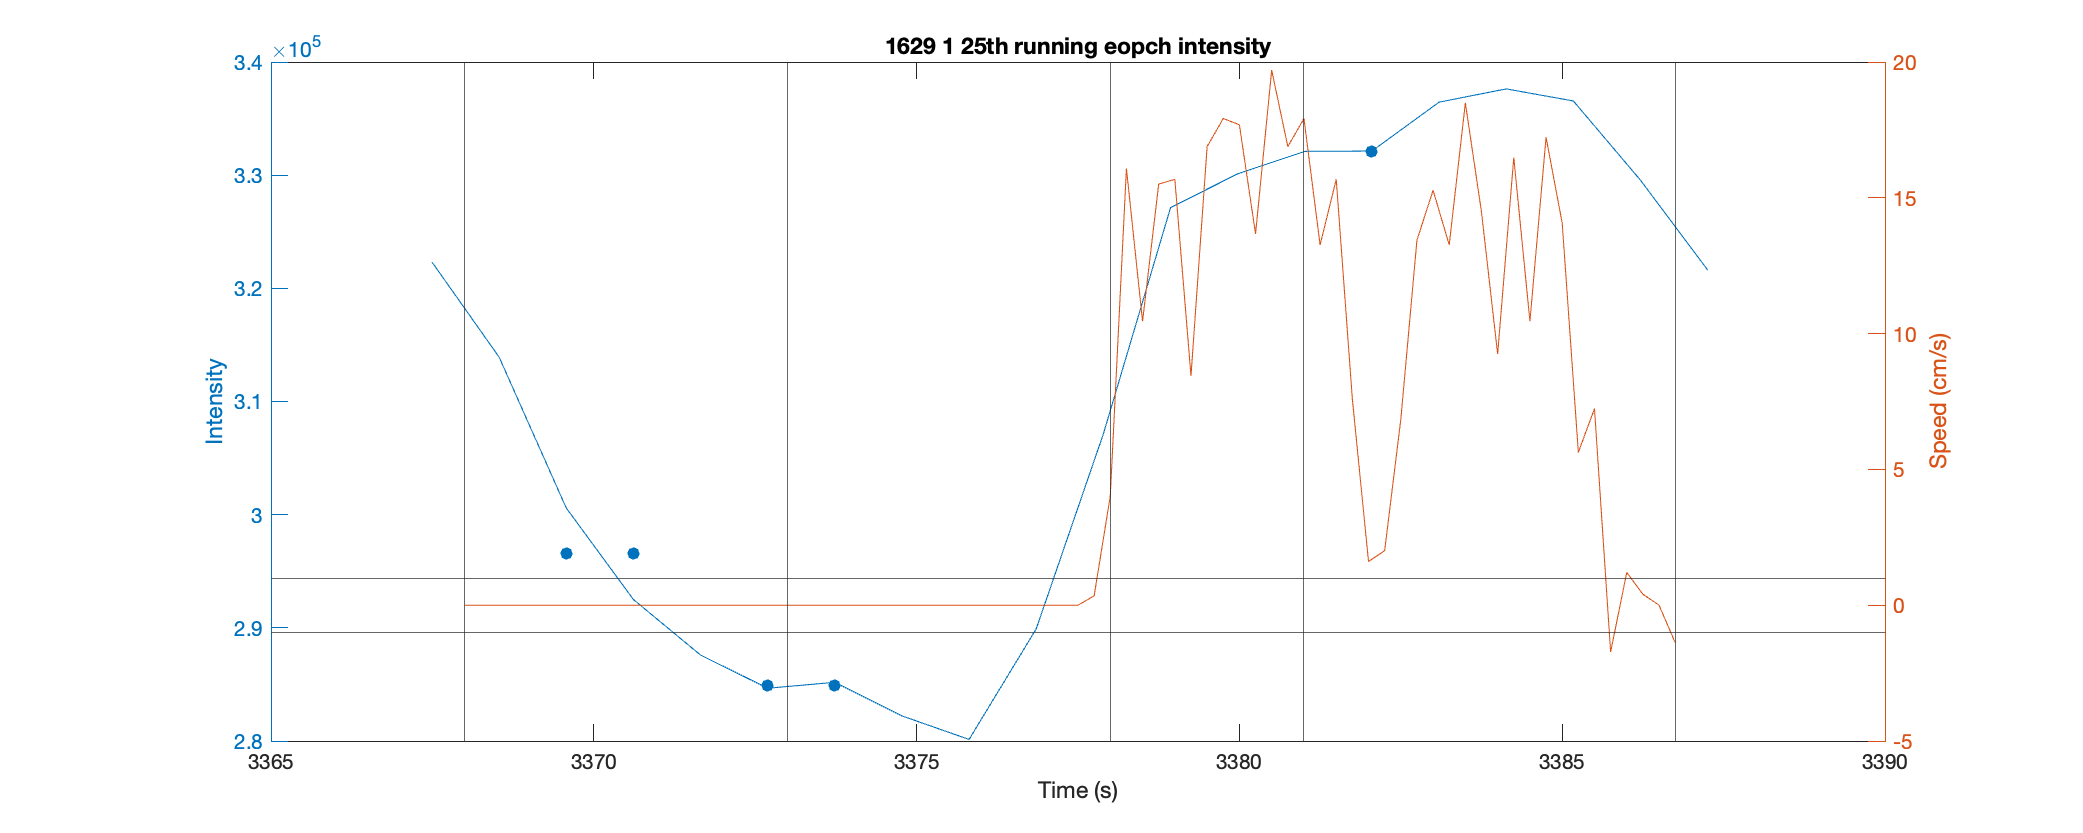 1629 1 25th running eopch intensity
×10^5
3.4
3.3
3.2
3.1
3
2.9
2.8
Intensity
20
15
10
5
0
-5
Speed (cm/s)
3365 3370 3375 3380 3385 3390
Time (s)